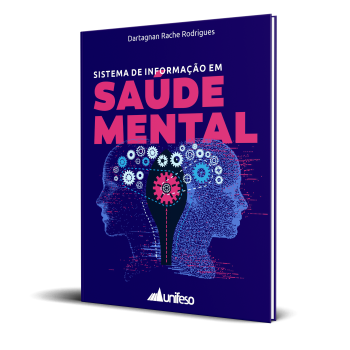 Dartagnan Rache Rodrigues
SISTEMA DE INFORMAÇÃO EM
SAÚDE
MENTAL
unifeso